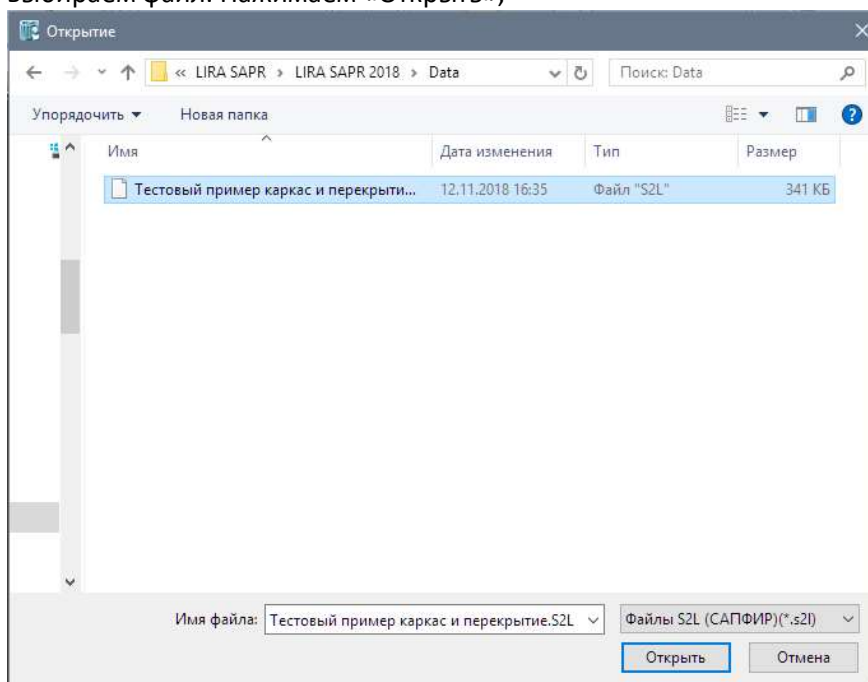 Открытие
« LIRA SAPR › LIRA SAPR 2018 › Data
Поиск: Data
Упорядочить
Новая папка
Имя
Дата изменения
Тип
Размер
Тестовый пример каркас и перекрыти...
12.11.2018 16:35
Файл "S2L"
341 КБ
Имя файла:
Тестовый пример каркас и перекрытие.S2L
Файлы S2L (САПФИР)(*.s2l)
Открыть
Отмена